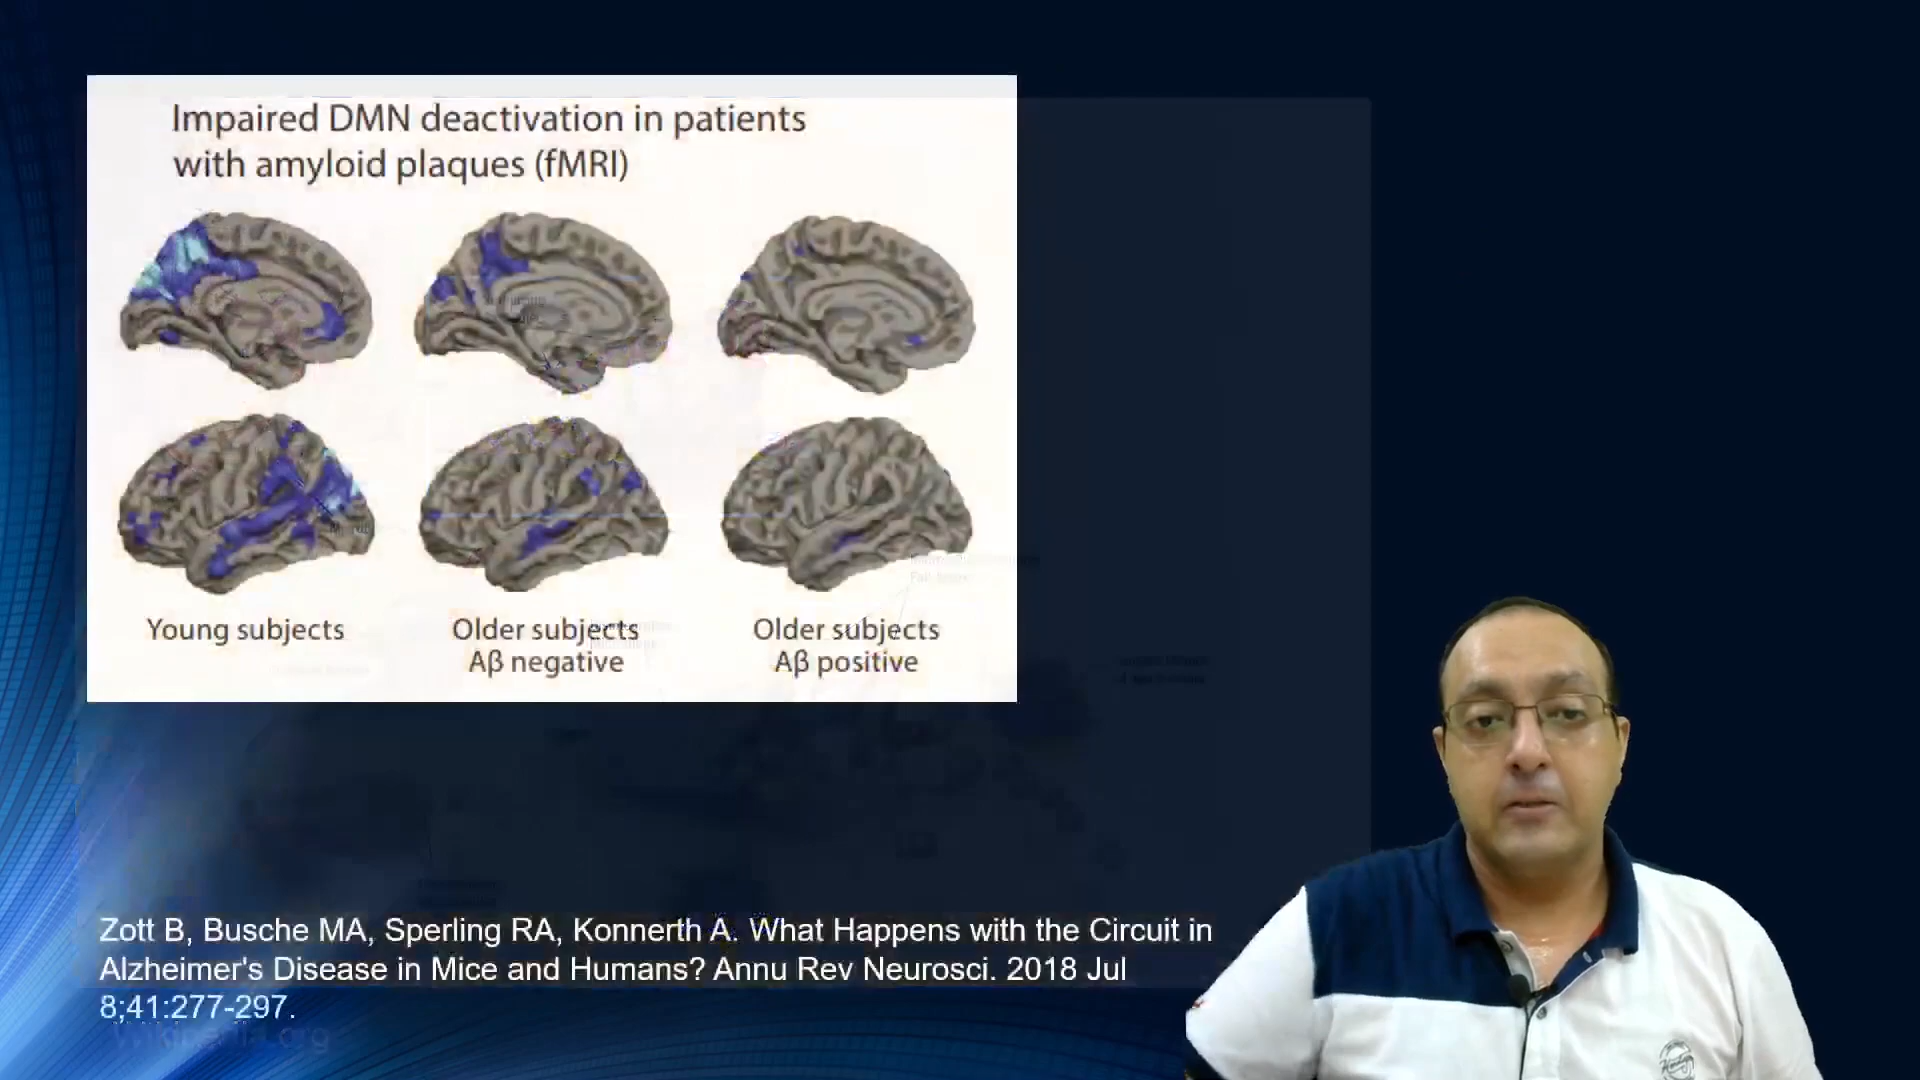 Impaired DMN deactivation in patients
with amyloid plaques (fMRI)
Young subjects
Older subjects
Aβ negative
Older subjects
Aβ positive
Zott B, Busche MA, Sperling RA, Konnerth A. What Happens with the Circuit in
Alzheimer's Disease in Mice and Humans? Annu Rev Neurosci. 2018 Jul
8;41:277-297.